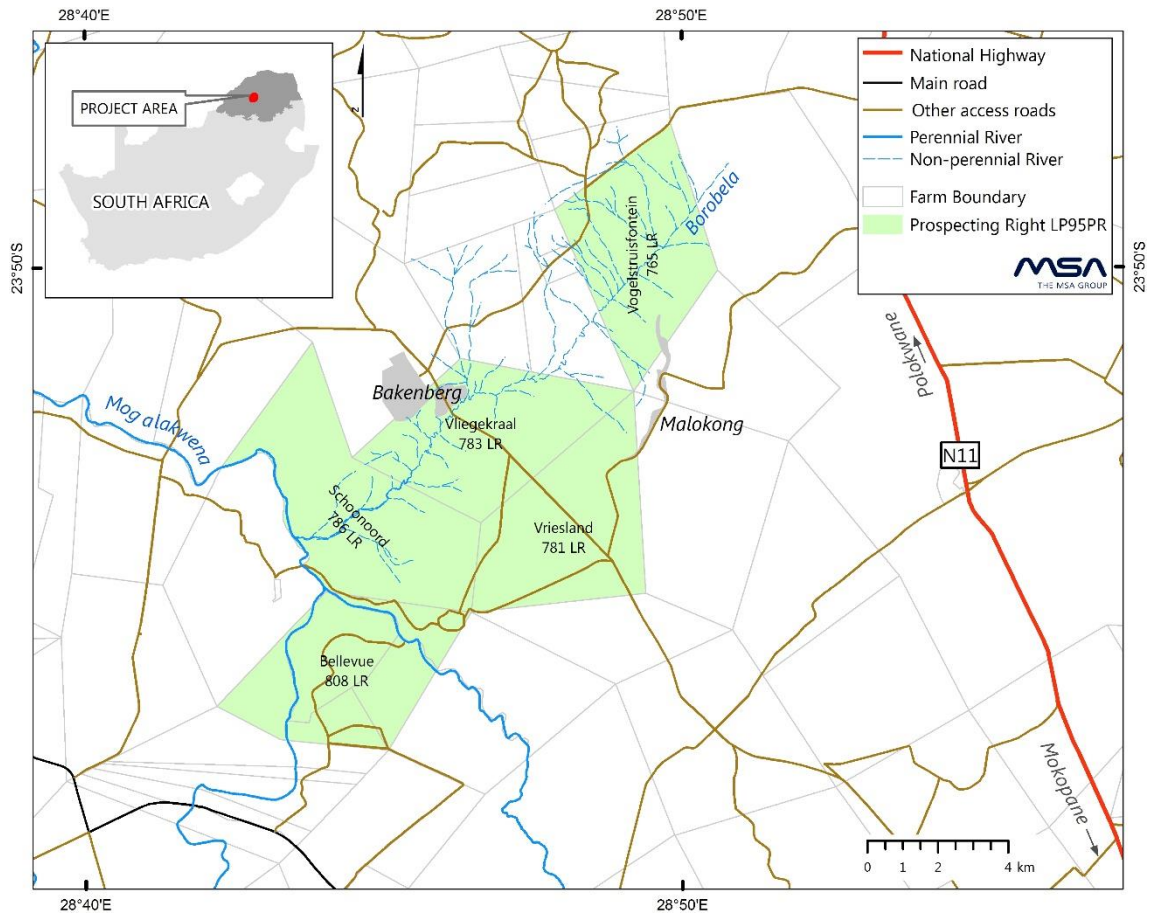 28°40'E
28°50'E
PROJECT AREA
SOUTH AFRICA
z
National Highway
Main road
Other access roads
Perennial River
Non-perennial River
Farm Boundary
Prospecting Right LP95PR
MSA
THE MSA GROUP
23°50'S
23°50'S
Borobela
Vogelstruisfontein
765 LR
Polokwane
Bakenberg
Mogalakwena
Vliegekraal
783 LR
Malokong
N11
Schoonoord
786 LR
Vriesland
781 LR
Bellevue
808 LR
Mokopane
0 1 2 4 km
28°40'E
28°50'E